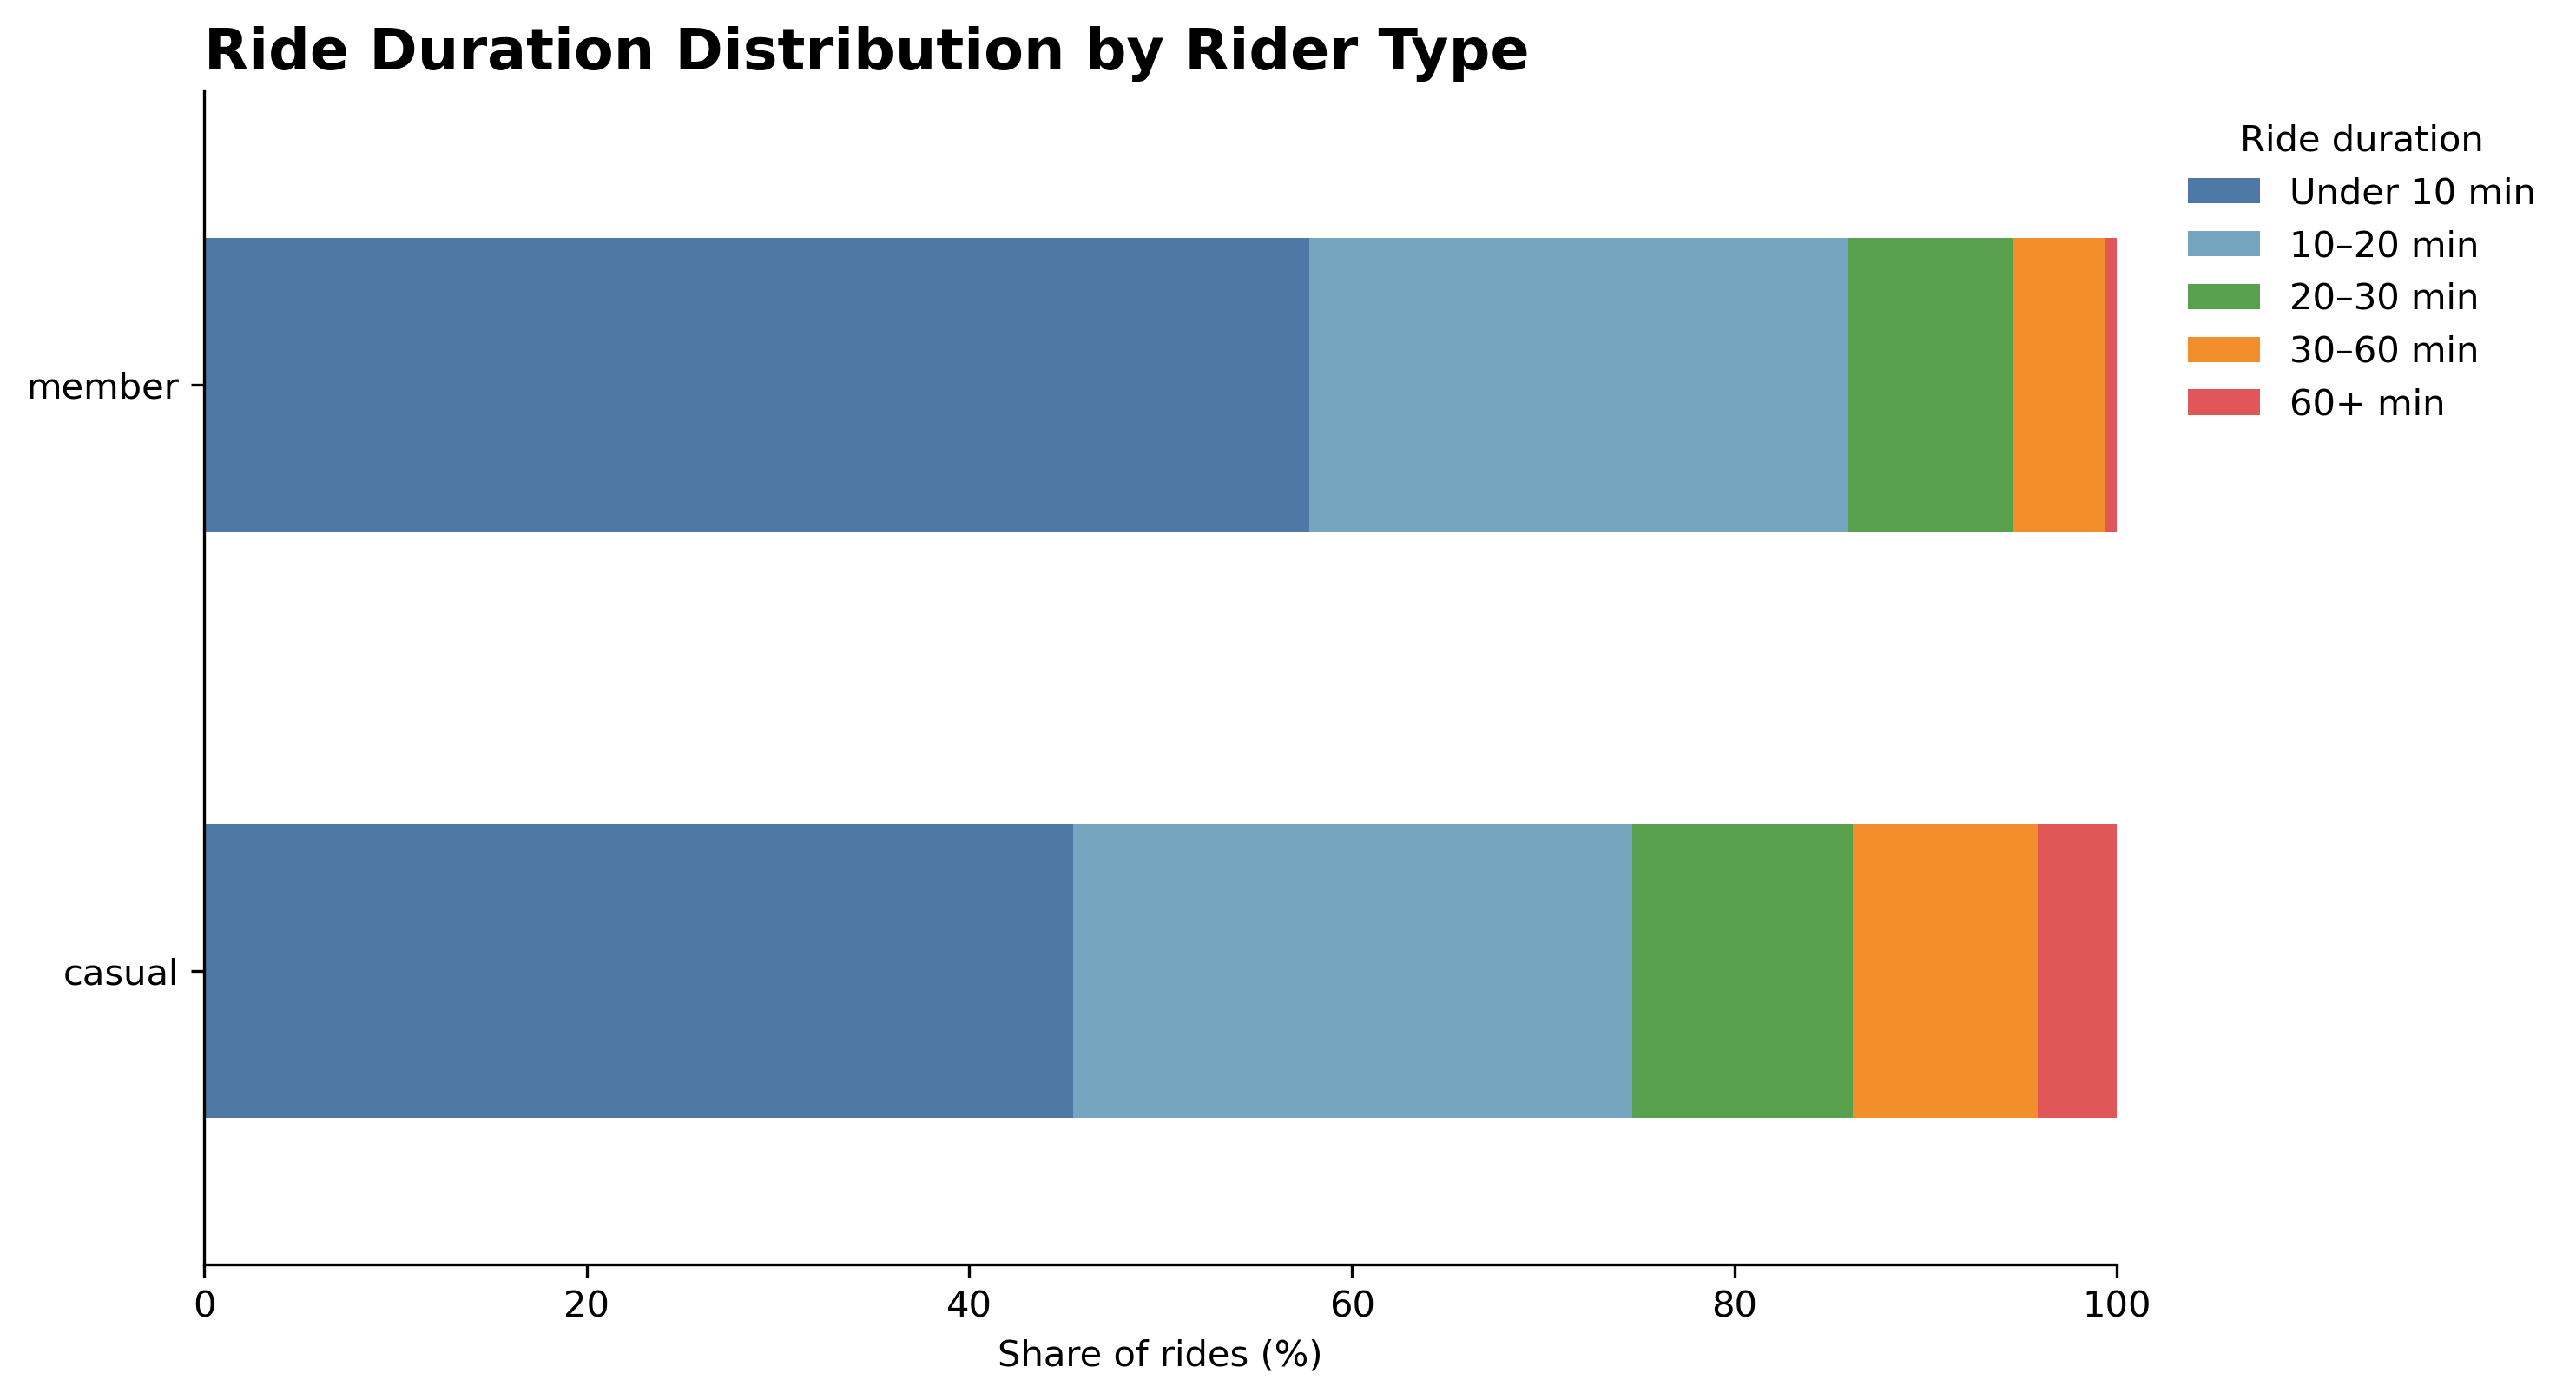 Ride Duration Distribution by Rider Type
Ride duration
Under 10 min
10–20 min
20–30 min
30–60 min
60+ min
member
casual
0 20 40 60 80 100
Share of rides (%)